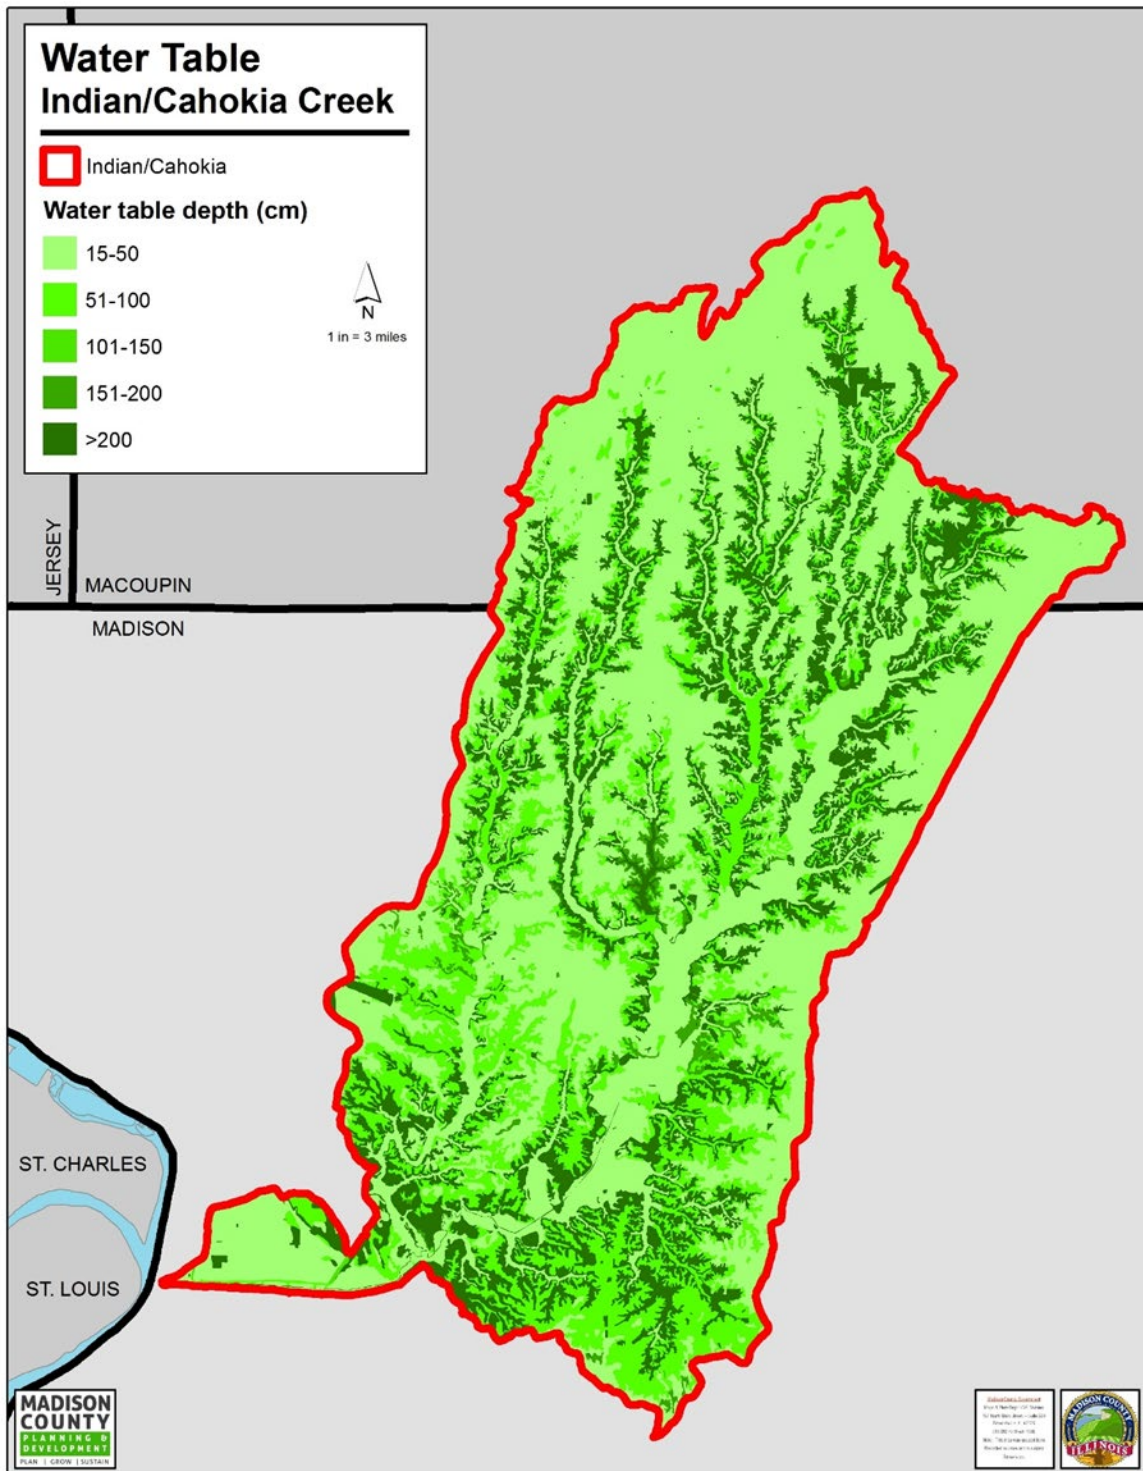 Water Table
Indian/Cahokia Creek
Indian/Cahokia
Water table depth (cm)
15-50
51-100
101-150
151-200
>200
N
1 in = 3 miles
JERSEY
MACOUPIN
MADISON
ST. CHARLES
ST. LOUIS
MADISON
COUNTY
PLANNING &
DEVELOPMENT
PLAN | GROW | SUSTAIN
MADISON COUNTY
ILLINOIS